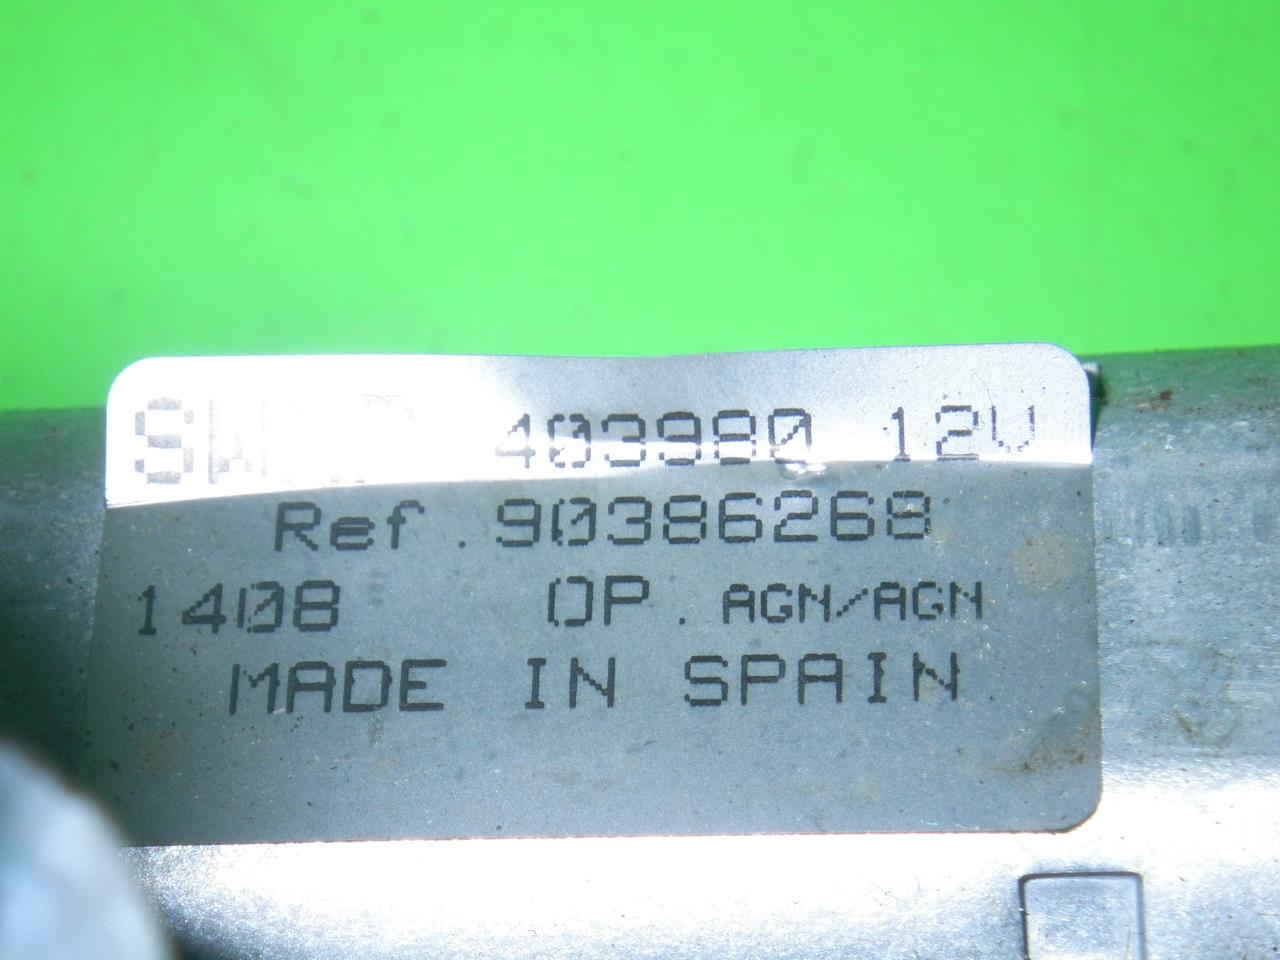 403980 12V
Ref.90386268
1408 OP. AGN/AGN
MADE IN SPAIN